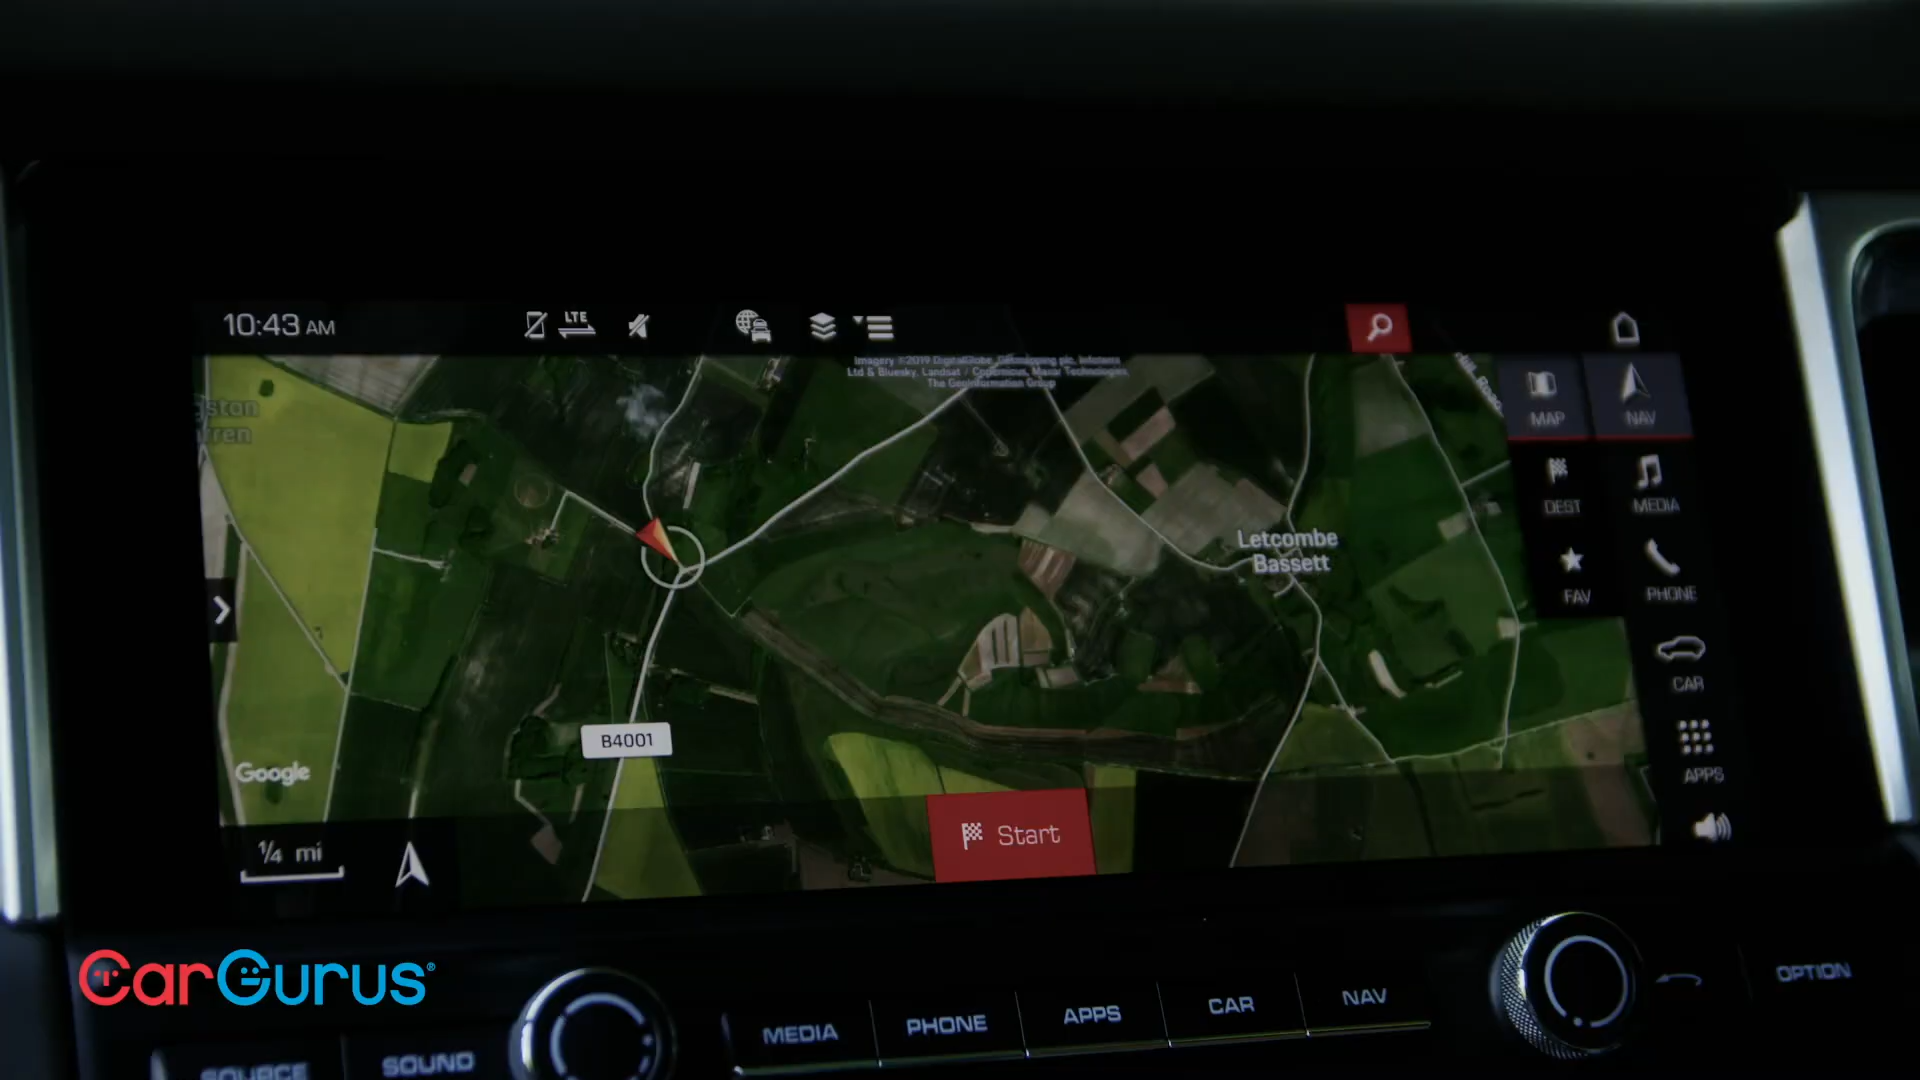 10:43 AM
LTE
Imagery ©2019 DigitalGlobe, Getmapping plc, Infoterra
Ltd & Bluesky, Landsat / Copernicus, Maxar Technologies,
The GeoInformation Group
Road
MAP
NAV
DEST
MEDIA
FAV
PHONE
CAR
APPS
Letcombe
Bassett
B4001
Google
1/4 mi
Start
CarGurus®
SOURCE
SOUND
MEDIA
PHONE
APPS
CAR
NAV
OPTION